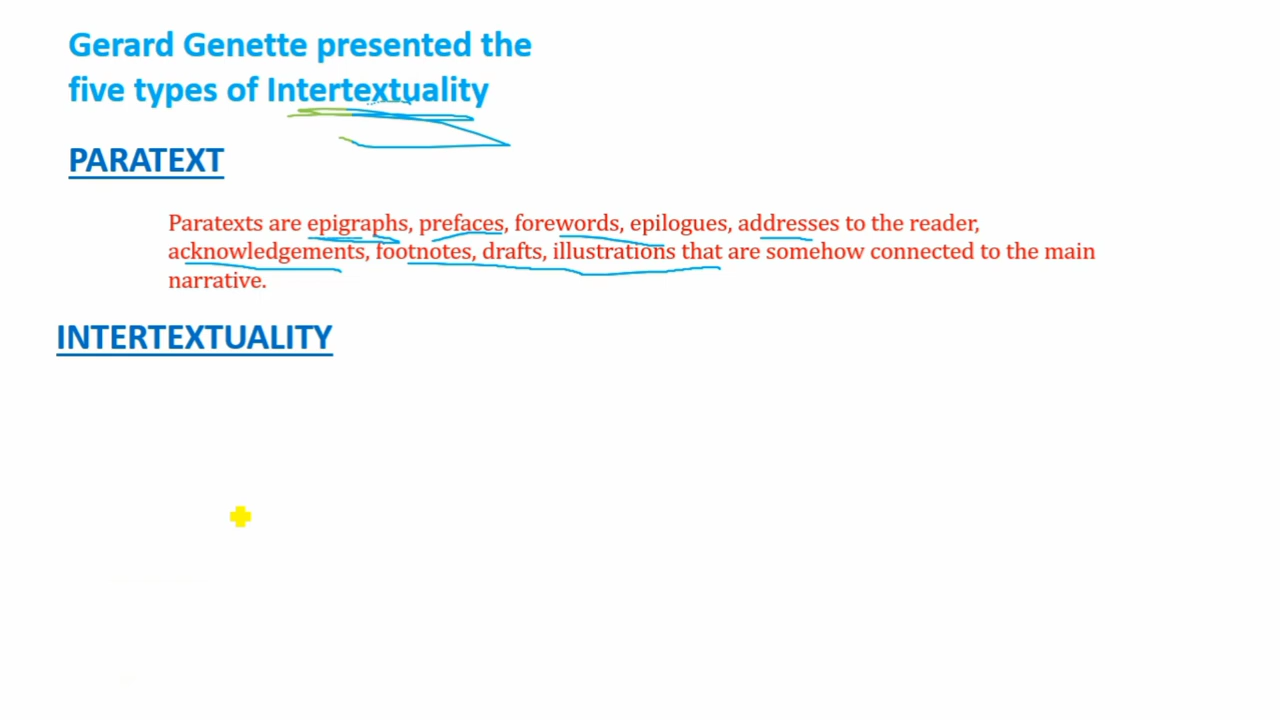 Gerard Genette presented the
five types of Intertextuality
PARATEXT
Paratexts are epigraphs, prefaces, forewords, epilogues, addresses to the reader,
acknowledgements, footnotes, drafts, illustrations that are somehow connected to the main
narrative.
INTERTEXTUALITY